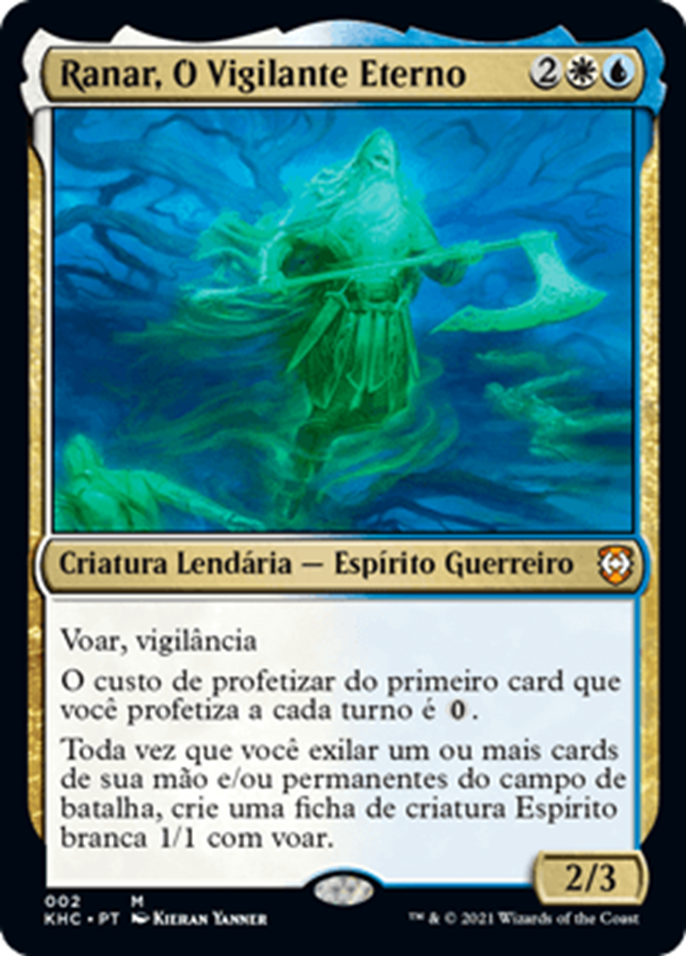 Ranar, O Vigilante Eterno 2
Criatura Lendária — Espírito Guerreiro
Voar, vigilância
O custo de profetizar do primeiro card que
você profetiza a cada turno é 0.
Toda vez que você exilar um ou mais cards
de sua mão e/ou permanentes do campo de
batalha, crie uma ficha de criatura Espírito
branca 1/1 com voar.
2/3
002 M
KHC • PT Kieran Yanner
™ & © 2021 Wizards of the Coast